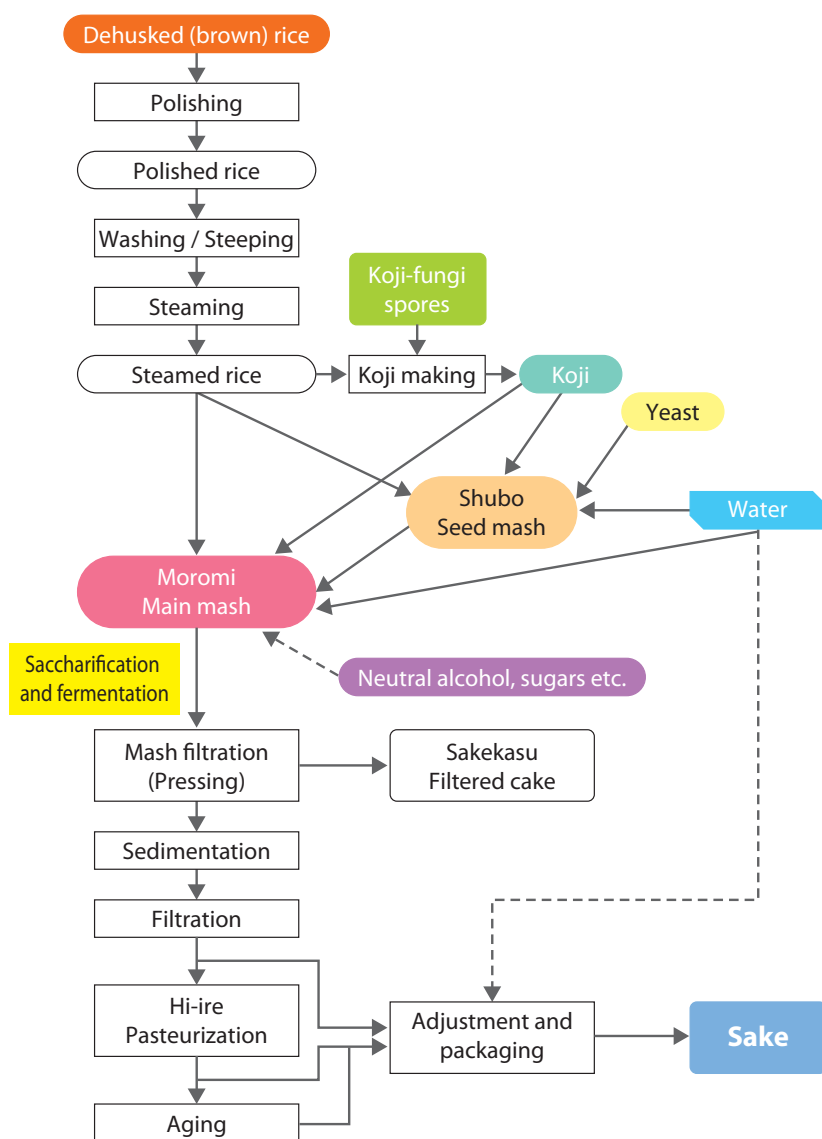 Dehusked (brown) rice
Polishing
Polished rice
Washing / Steeping
Steaming
Koji-fungi
spores
Steamed rice
Koji making
Koji
Yeast
Shubo
Seed mash
Water
Moromi
Main mash
Saccharification
and fermentation
Neutral alcohol, sugars etc.
Mash filtration
(Pressing)
Sakekasu
Filtered cake
Sedimentation
Filtration
Hi-ire
Pasteurization
Adjustment and
packaging
Sake
Aging